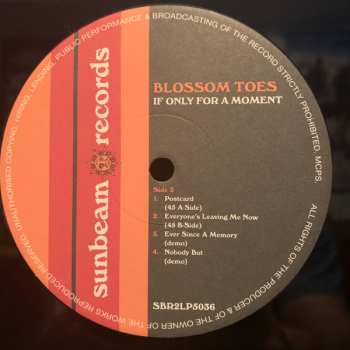 UNAUTHORISED COPYING, HIRING, LENDING, PUBLIC PERFORMANCE & BROADCASTING OF THE RECORD STRICTLY PROHIBITED. MCPS.
ALL RIGHTS OF THE PRODUCER & OF THE OWNER OF THE WORKS REPRODUCED RESERVED.
sunbeam records
BLOSSOM TOES
IF ONLY FOR A MOMENT
Side 3
1. Postcard
(45 A-Side)
2. Everyone's Leaving Me Now
(45 B-Side)
3. Ever Since A Memory
(demo)
4. Nobody But
(demo)
SBR2LP5036